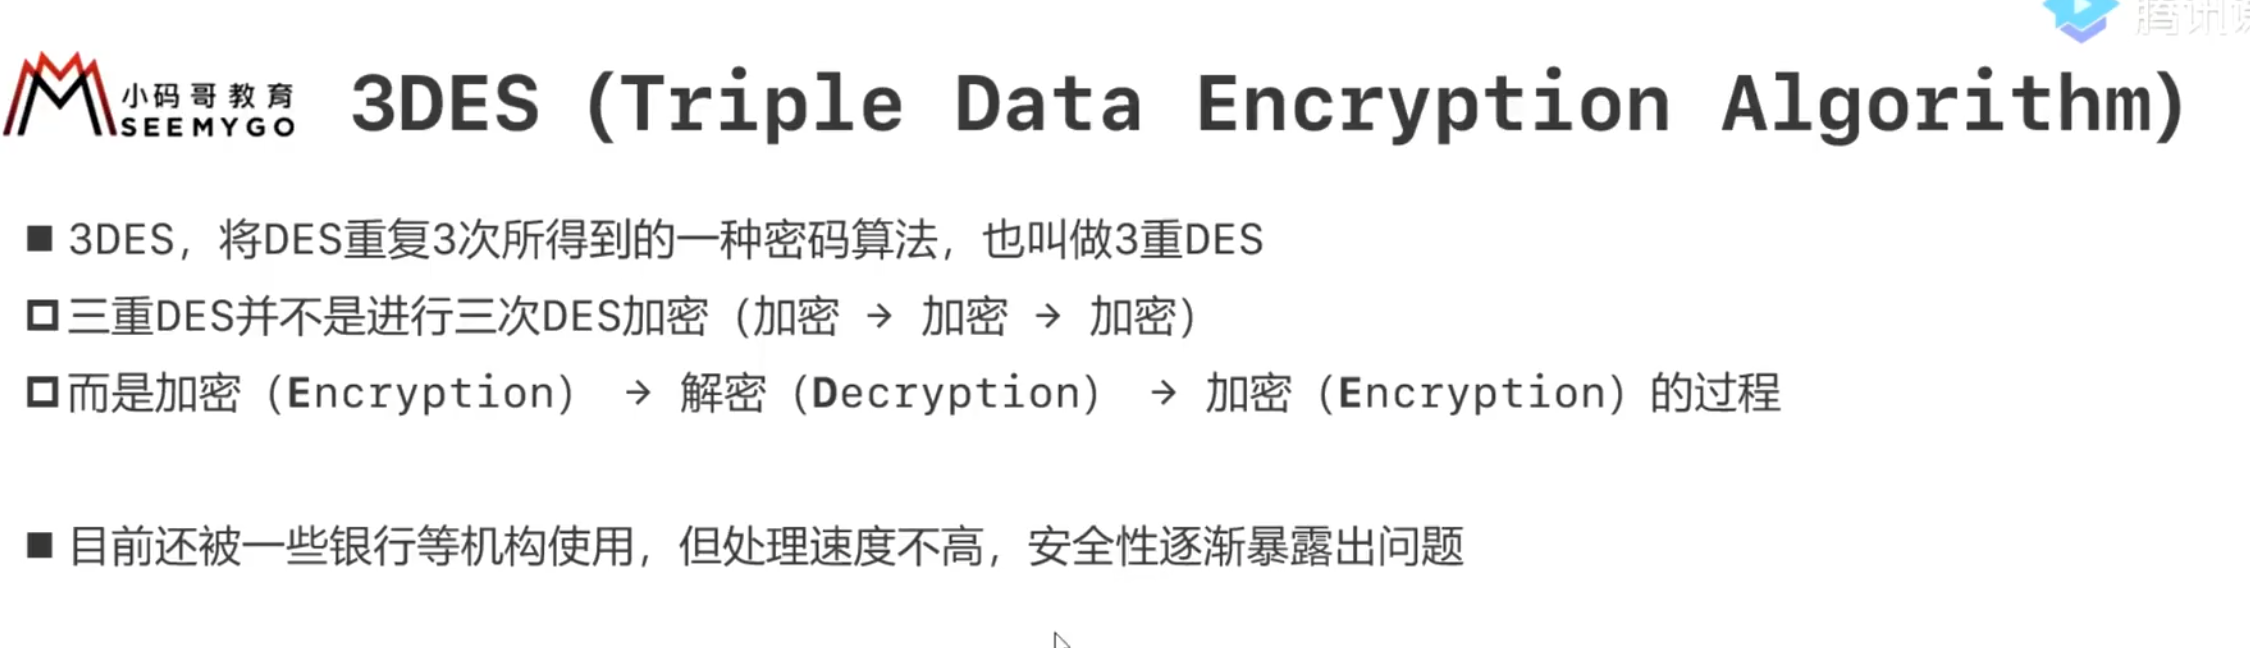 腾讯课
小码哥教育
SEEMYGO
3DES (Triple Data Encryption Algorithm)
3DES，将DES重复3次所得到的一种密码算法，也叫做3重DES
三重DES并不是进行三次DES加密（加密 → 加密 → 加密）
而是加密（Encryption） → 解密（Decryption） → 加密（Encryption）的过程
目前还被一些银行等机构使用，但处理速度不高，安全性逐渐暴露出问题